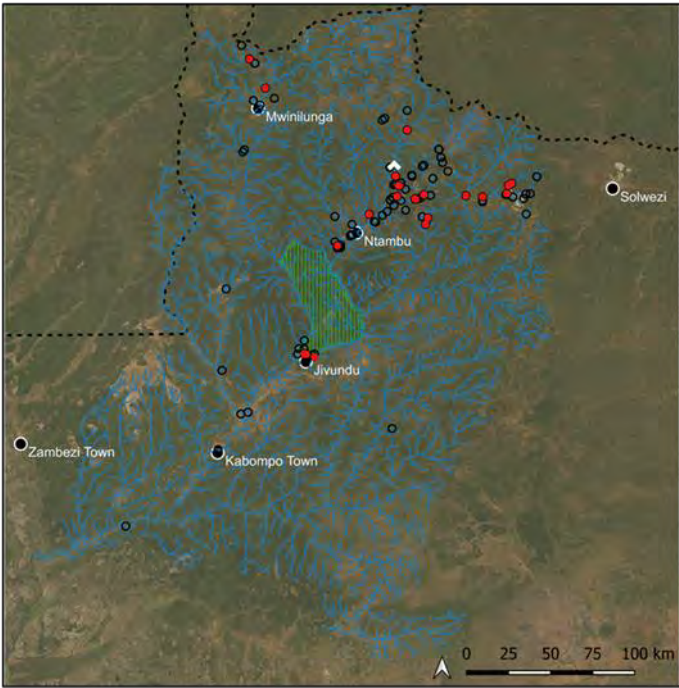 Mwinilunga
Solwezi
Ntambu
Jivundu
Zambezi Town
Kabompo Town
0 25 50 75 100 km